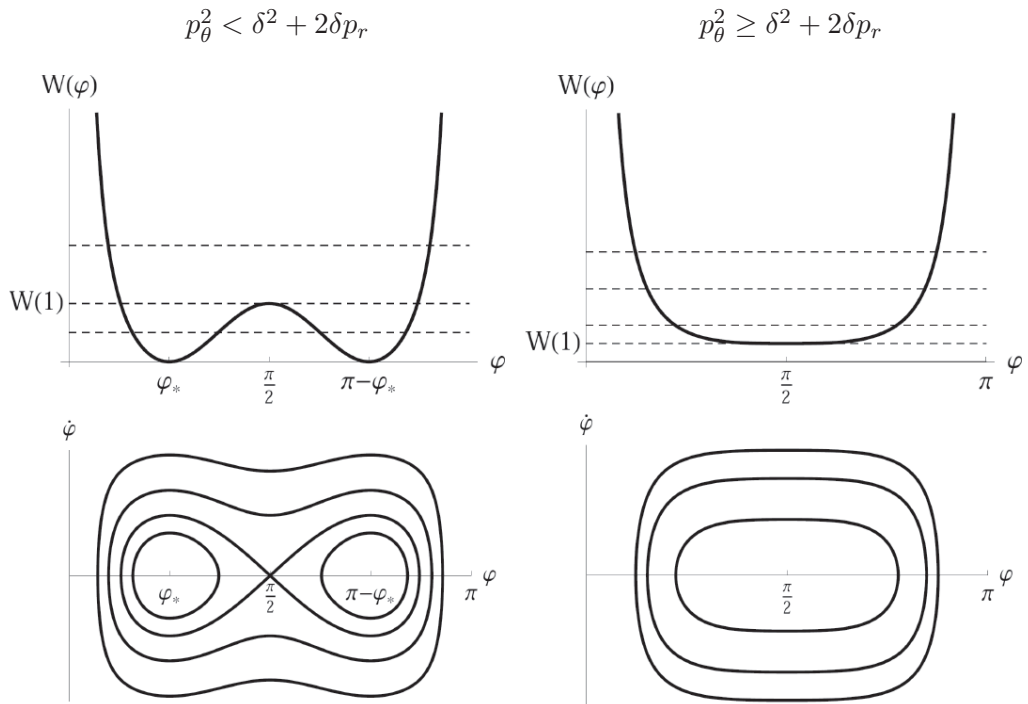 p_θ^2 < δ^2 + 2δp_r
p_θ^2 ≥ δ^2 + 2δp_r
W(φ)
W(φ)
W(1)
W(1)
φ_* π/2 π−φ_* φ
π/2 π φ
φ̇
φ̇
φ_* π/2 π−φ_* π φ
π/2 π φ